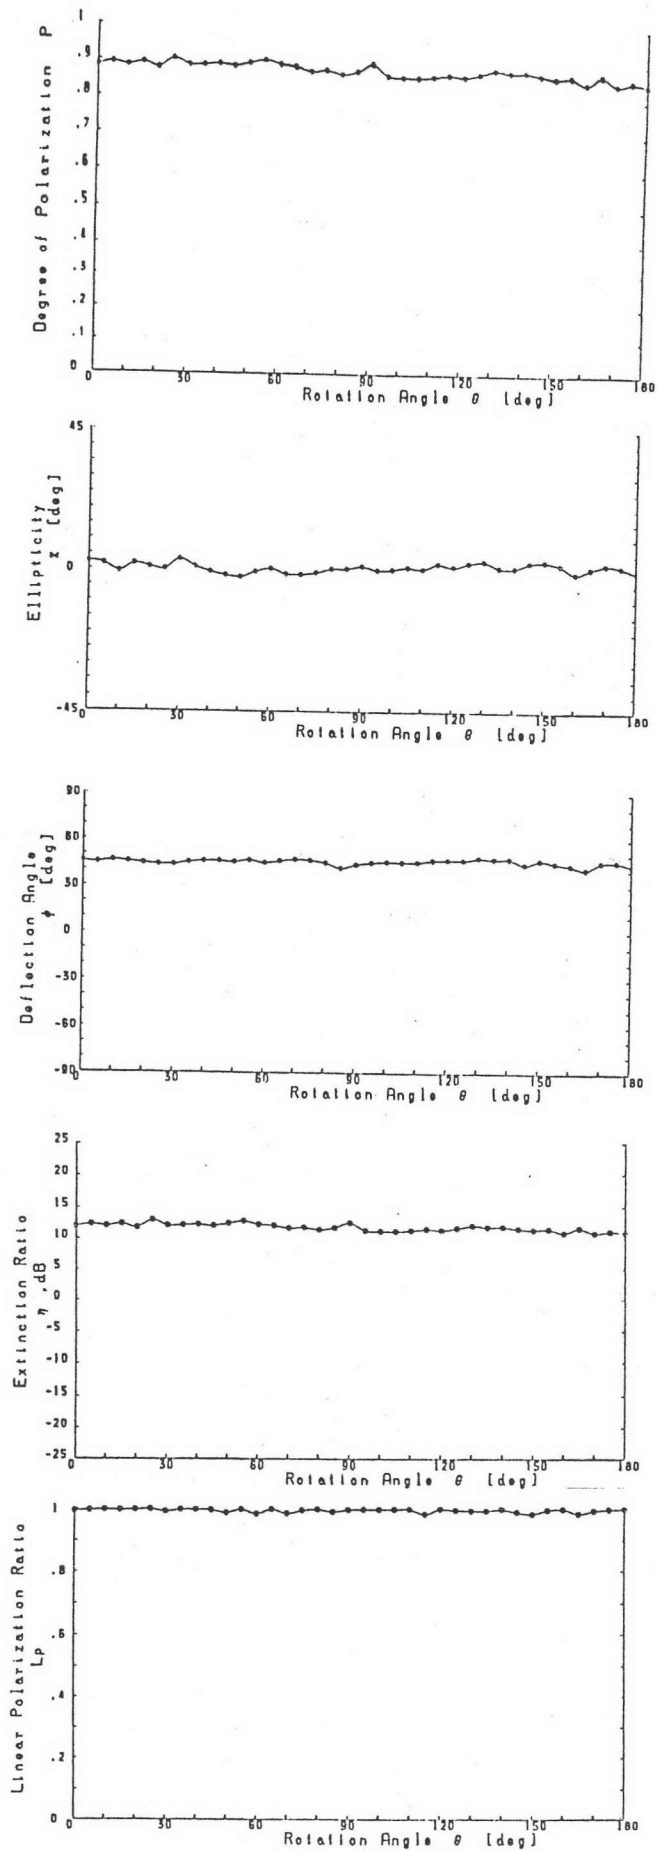 Degree of Polarization P
1
.9
.8
.7
.6
.5
.4
.3
.2
.1
0
0 30 60 90 120 150 180
Rotation Angle θ [deg]
Ellipticity
χ [deg]
45
0
-45
0 30 60 90 120 150 180
Rotation Angle θ [deg]
Deflection Angle
ϕ [deg]
90
60
30
0
-30
-60
-90
0 30 60 90 120 150 180
Rotation Angle θ [deg]
Extinction Ratio
η ,dB
25
20
15
10
5
0
-5
-10
-15
-20
-25
0 30 60 90 120 150 180
Rotation Angle θ [deg]
Linear Polarization Ratio
Lp
1
.8
.6
.4
.2
0
0 30 60 90 120 150 180
Rotation Angle θ [deg]